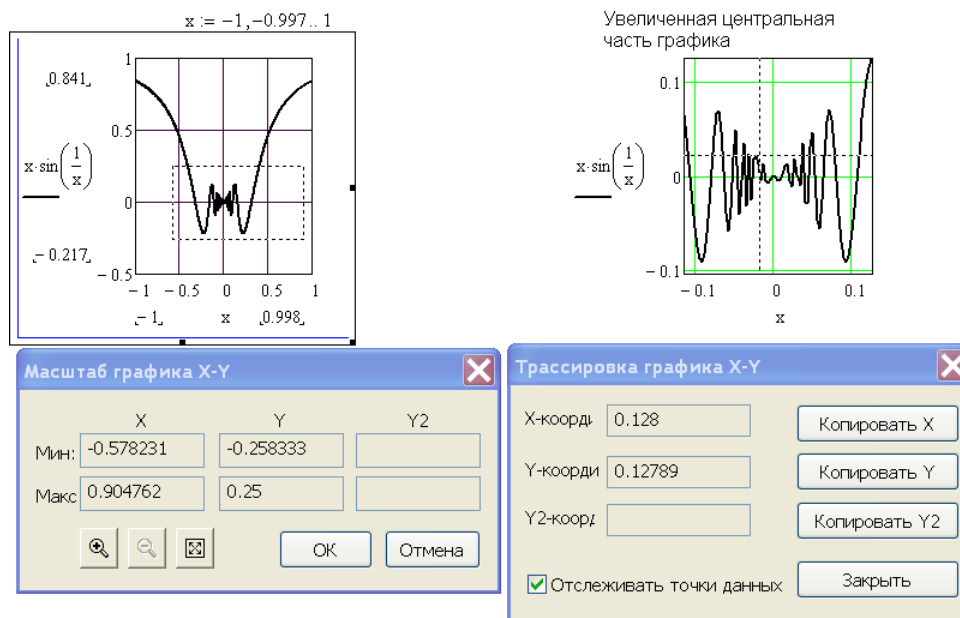 x := −1,−0.997.. 1
1
0.841
0.5
x·sin(1/x)
0
−0.217
−0.5
−1 −0.5 0 0.5 1
−1 x 0.998
Увеличенная центральная
часть графика
0.1
x·sin(1/x)
0
−0.1
−0.1 0 0.1
x
Масштаб графика X-Y
X Y Y2
Мин: -0.578231 -0.258333
Макс 0.904762 0.25
ОК Отмена
Трассировка графика X-Y
X-коорди 0.128 Копировать X
Y-коорди 0.12789 Копировать Y
Y2-коорд Копировать Y2
Отслеживать точки данных Закрыть